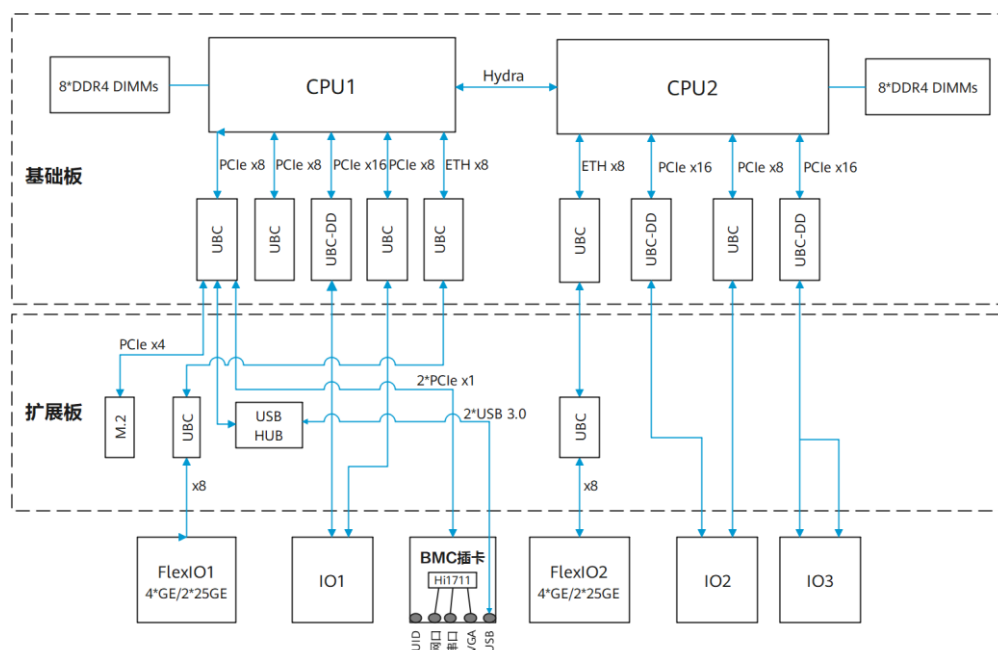 8*DDR4 DIMMs
CPU1
Hydra
CPU2
8*DDR4 DIMMs
基础板
PCIe x8
PCIe x8
PCIe x16
PCIe x8
ETH x8
ETH x8
PCIe x16
PCIe x8
PCIe x16
UBC
UBC
UBC-DD
UBC
UBC
UBC
UBC-DD
UBC
UBC-DD
扩展板
PCIe x4
2*PCIe x1
2*USB 3.0
M.2
UBC
USB
HUB
UBC
x8
x8
FlexIO1
4*GE/2*25GE
IO1
BMC插卡
Hi1711
FlexIO2
4*GE/2*25GE
IO2
IO3
UID
网口
串口
VGA
USB